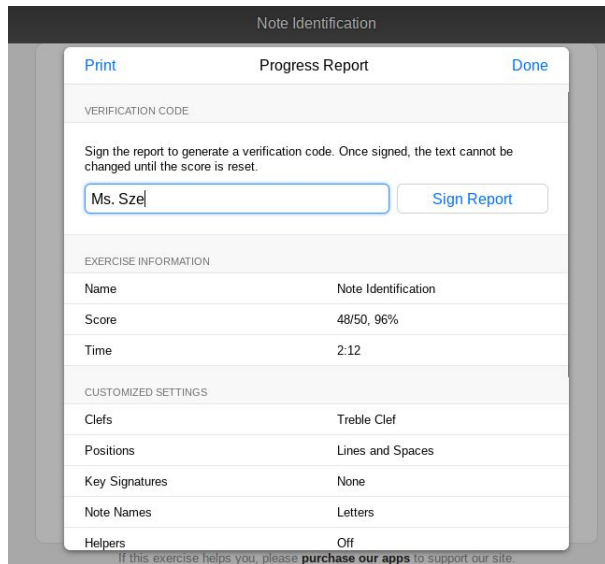 Note Identification
Print Progress Report Done
VERIFICATION CODE
Sign the report to generate a verification code. Once signed, the text cannot be
changed until the score is reset.
Ms. Sze Sign Report
EXERCISE INFORMATION
Name Note Identification
Score 48/50, 96%
Time 2:12
CUSTOMIZED SETTINGS
Clefs Treble Clef
Positions Lines and Spaces
Key Signatures None
Note Names Letters
Helpers Off
If this exercise helps you, please purchase our apps to support our site.